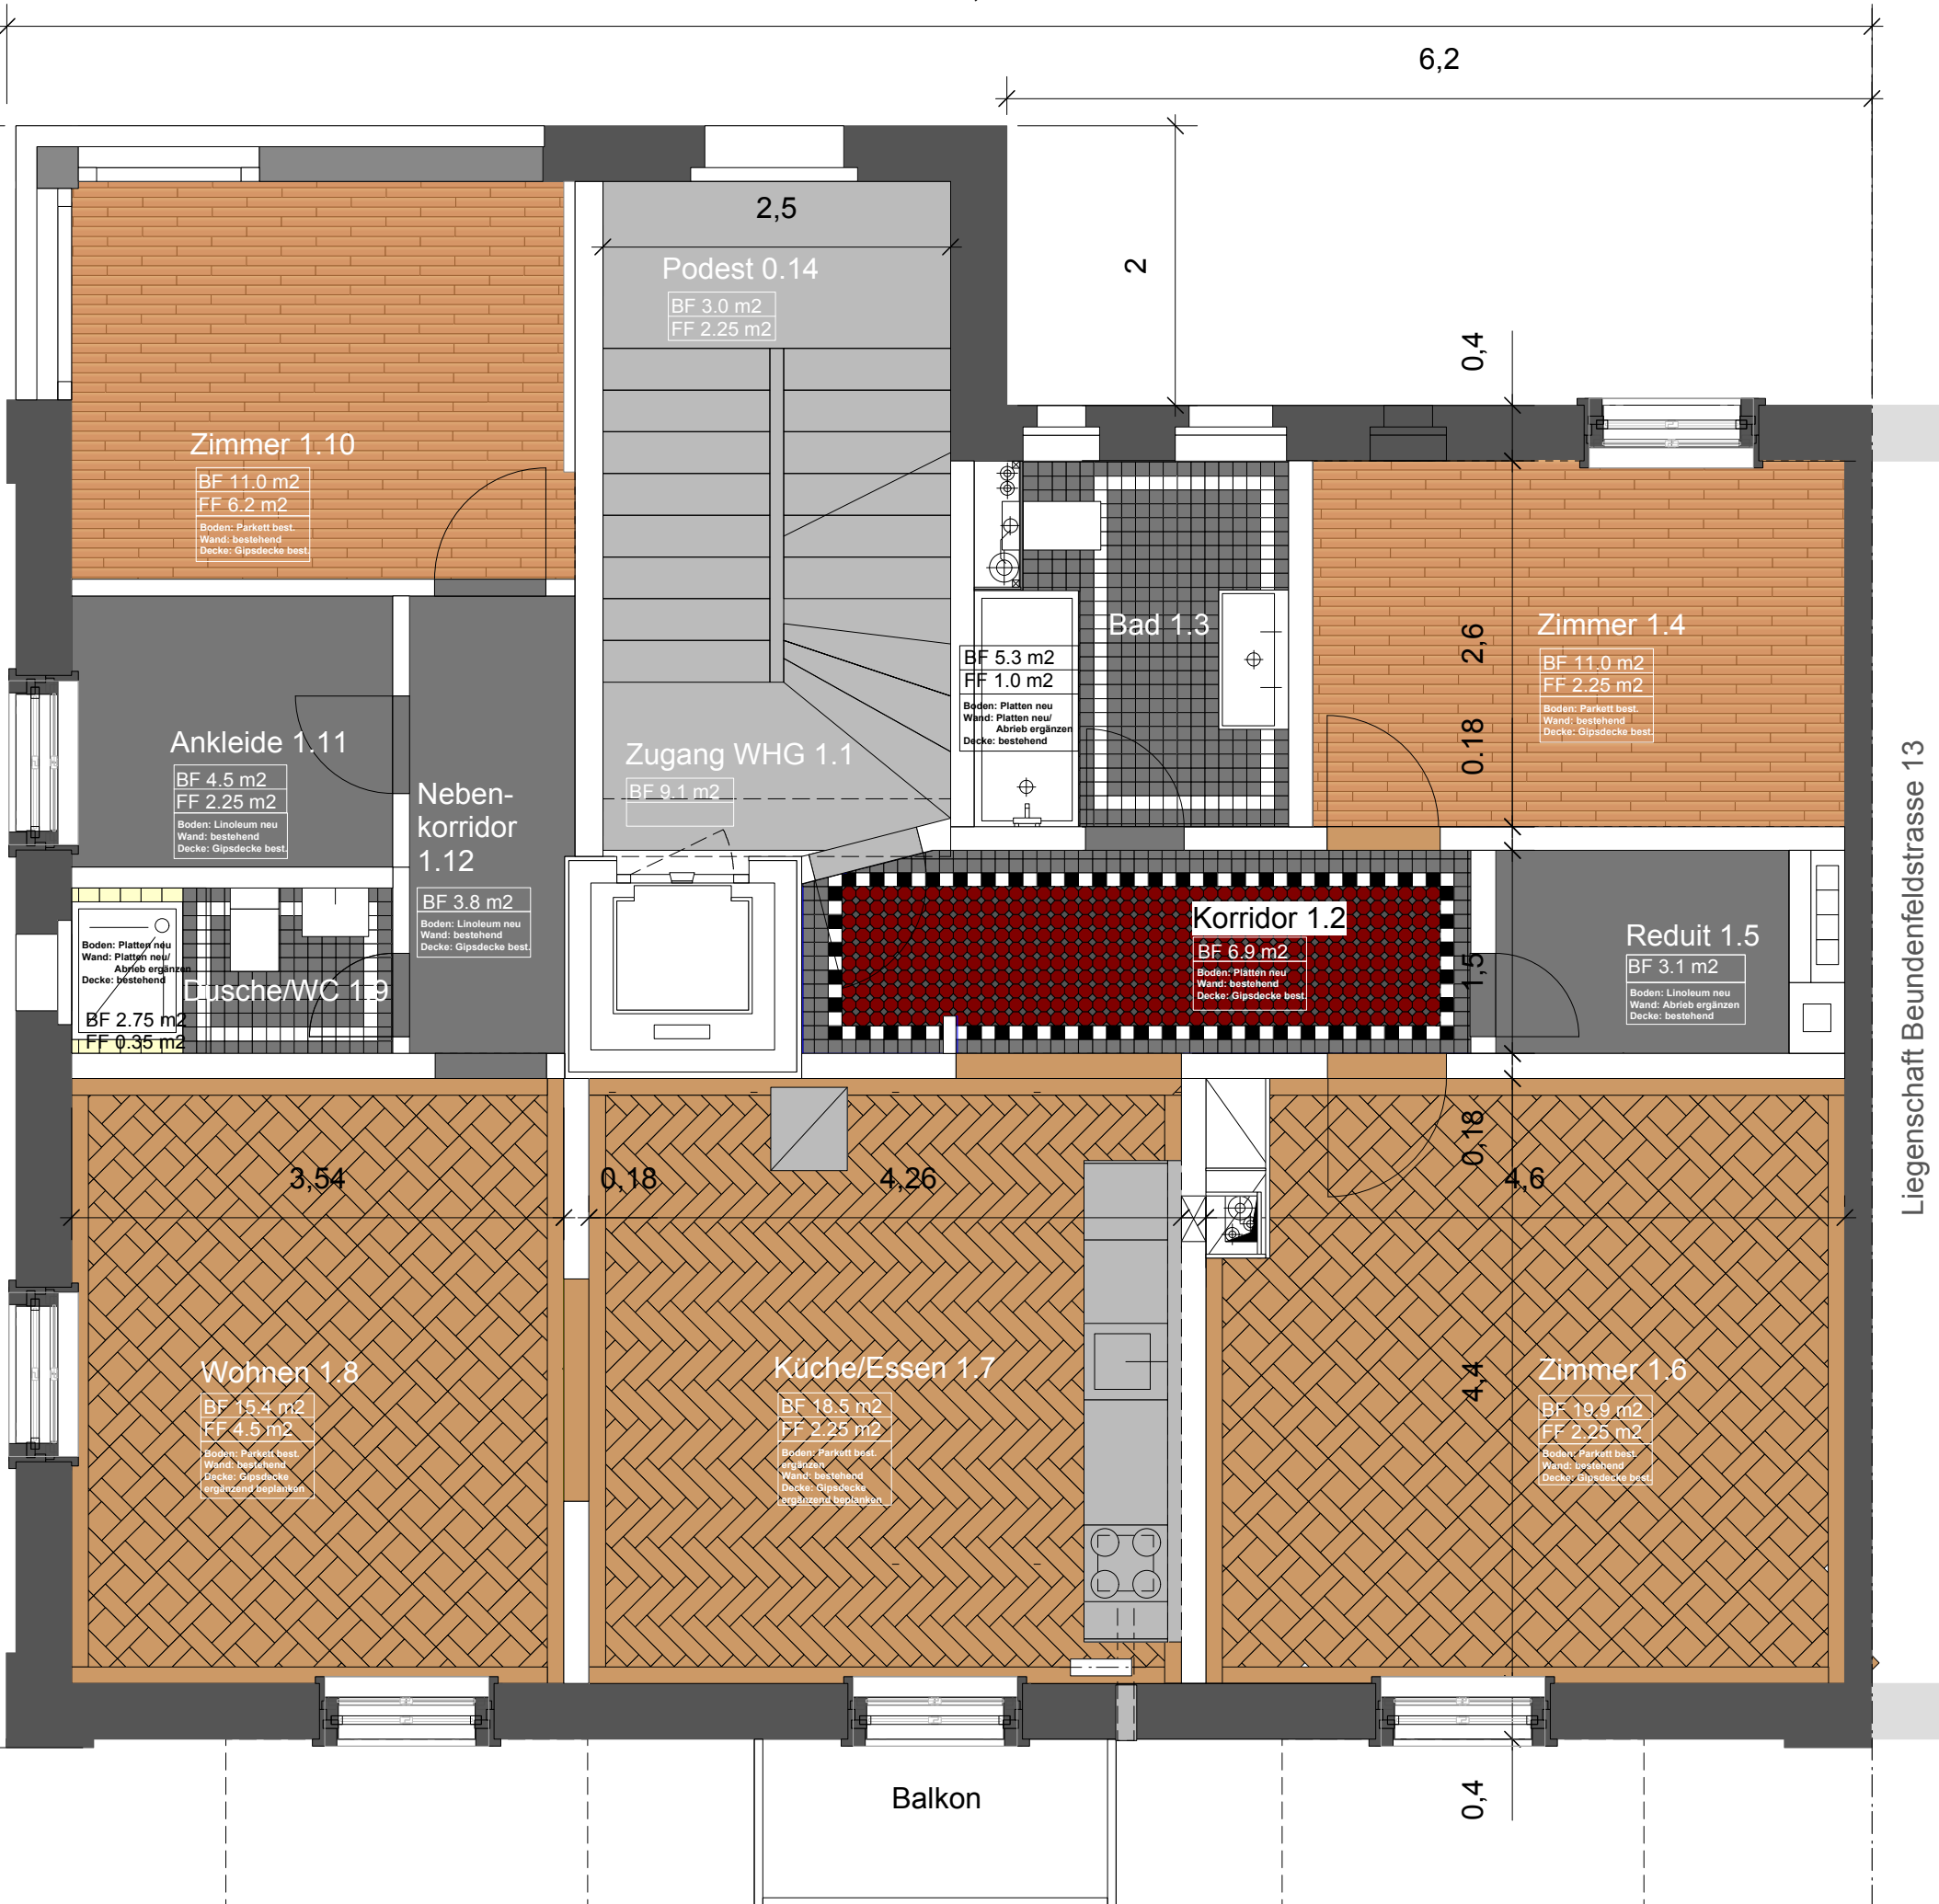 6,2
2,5
2
0,4
Podest 0.14
BF 3.0 m2
FF 2.25 m2
Zimmer 1.10
BF 11.0 m2
FF 6.2 m2
Boden: Parkett best.
Wand: bestehend
Decke: Gipsdecke best.
Bad 1.3
BF 5.3 m2
FF 1.0 m2
Boden: Platten neu
Wand: Platten neu/
Abrieb ergänzen
Decke: bestehend
2,6
0.18
Zimmer 1.4
BF 11.0 m2
FF 2.25 m2
Boden: Parkett best.
Wand: bestehend
Decke: Gipsdecke best.
Ankleide 1.11
BF 4.5 m2
FF 2.25 m2
Boden: Linoleum neu
Wand: bestehend
Decke: Gipsdecke best.
Neben-
korridor
1.12
BF 3.8 m2
Boden: Linoleum neu
Wand: bestehend
Decke: Gipsdecke best.
Zugang WHG 1.1
BF 9.1 m2
Liegenschaft Beundenfeldstrasse 13
Korridor 1.2
BF 6.9 m2
Boden: Platten neu
Wand: bestehend
Decke: Gipsdecke best.
1,5
Reduit 1.5
BF 3.1 m2
Boden: Linoleum neu
Wand: Abrieb ergänzen
Decke: bestehend
Boden: Platten neu
Wand: Platten neu/
Abrieb ergänzen
Decke: bestehend
Dusche/WC 1.9
BF 2.75 m2
FF 0.35 m2
3,54
0,18
4,26
0,18
4,6
Wohnen 1.8
BF 15.4 m2
FF 4.5 m2
Boden: Parkett best.
Wand: bestehend
Decke: Gipsdecke
ergänzend beplanken
Küche/Essen 1.7
BF 18.5 m2
FF 2.25 m2
Boden: Parkett best.
ergänzen
Wand: bestehend
Decke: Gipsdecke
ergänzend beplanken
4,4
Zimmer 1.6
BF 19.9 m2
FF 2.25 m2
Boden: Parkett best.
Wand: bestehend
Decke: Gipsdecke best.
Balkon
0,4